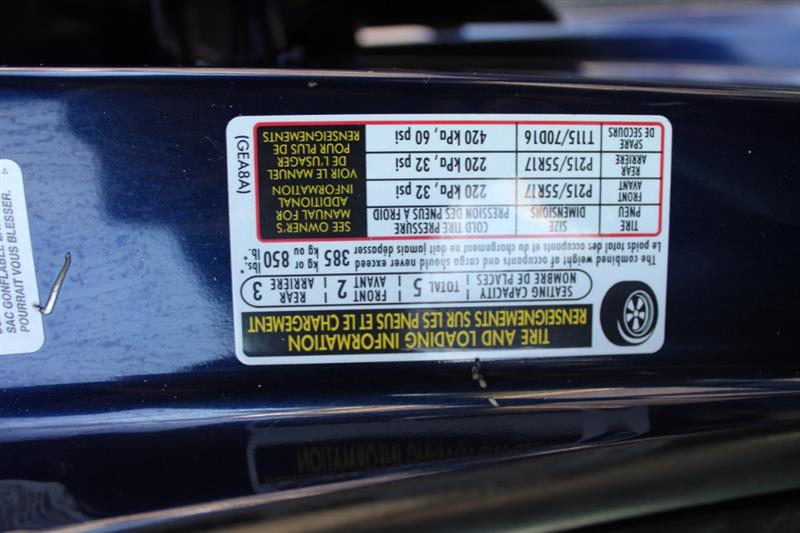 TIRE AND LOADING INFORMATION
RENSEIGNEMENTS SUR LES PNEUS ET LE CHARGEMENT
SEATING CAPACITY
NOMBRE DE PLACES
TOTAL 5
FRONT
AVANT 2
REAR
ARRIÈRE 3
The combined weight of occupants and cargo should never exceed
Le poids total des occupants et du chargement ne doit jamais dépasser
385 kg or
kg ou 850 lbs.
lb.
TIRE
PNEU
SIZE
DIMENSIONS
COLD TIRE PRESSURE
PRESSION DES PNEUS À FROID
FRONT
AVANT
P215/55R17
220 kPa, 32 psi
REAR
ARRIÈRE
P215/55R17
220 kPa, 32 psi
SPARE
DE SECOURS
T115/70D16
420 kPa, 60 psi
SEE OWNER'S
MANUAL FOR
ADDITIONAL
INFORMATION
VOIR LE MANUEL
DE L'USAGER
POUR PLUS DE
RENSEIGNEMENTS
(GEA8A)
SAC GONFLABLE
POURRAIT VOUS BLESSER.